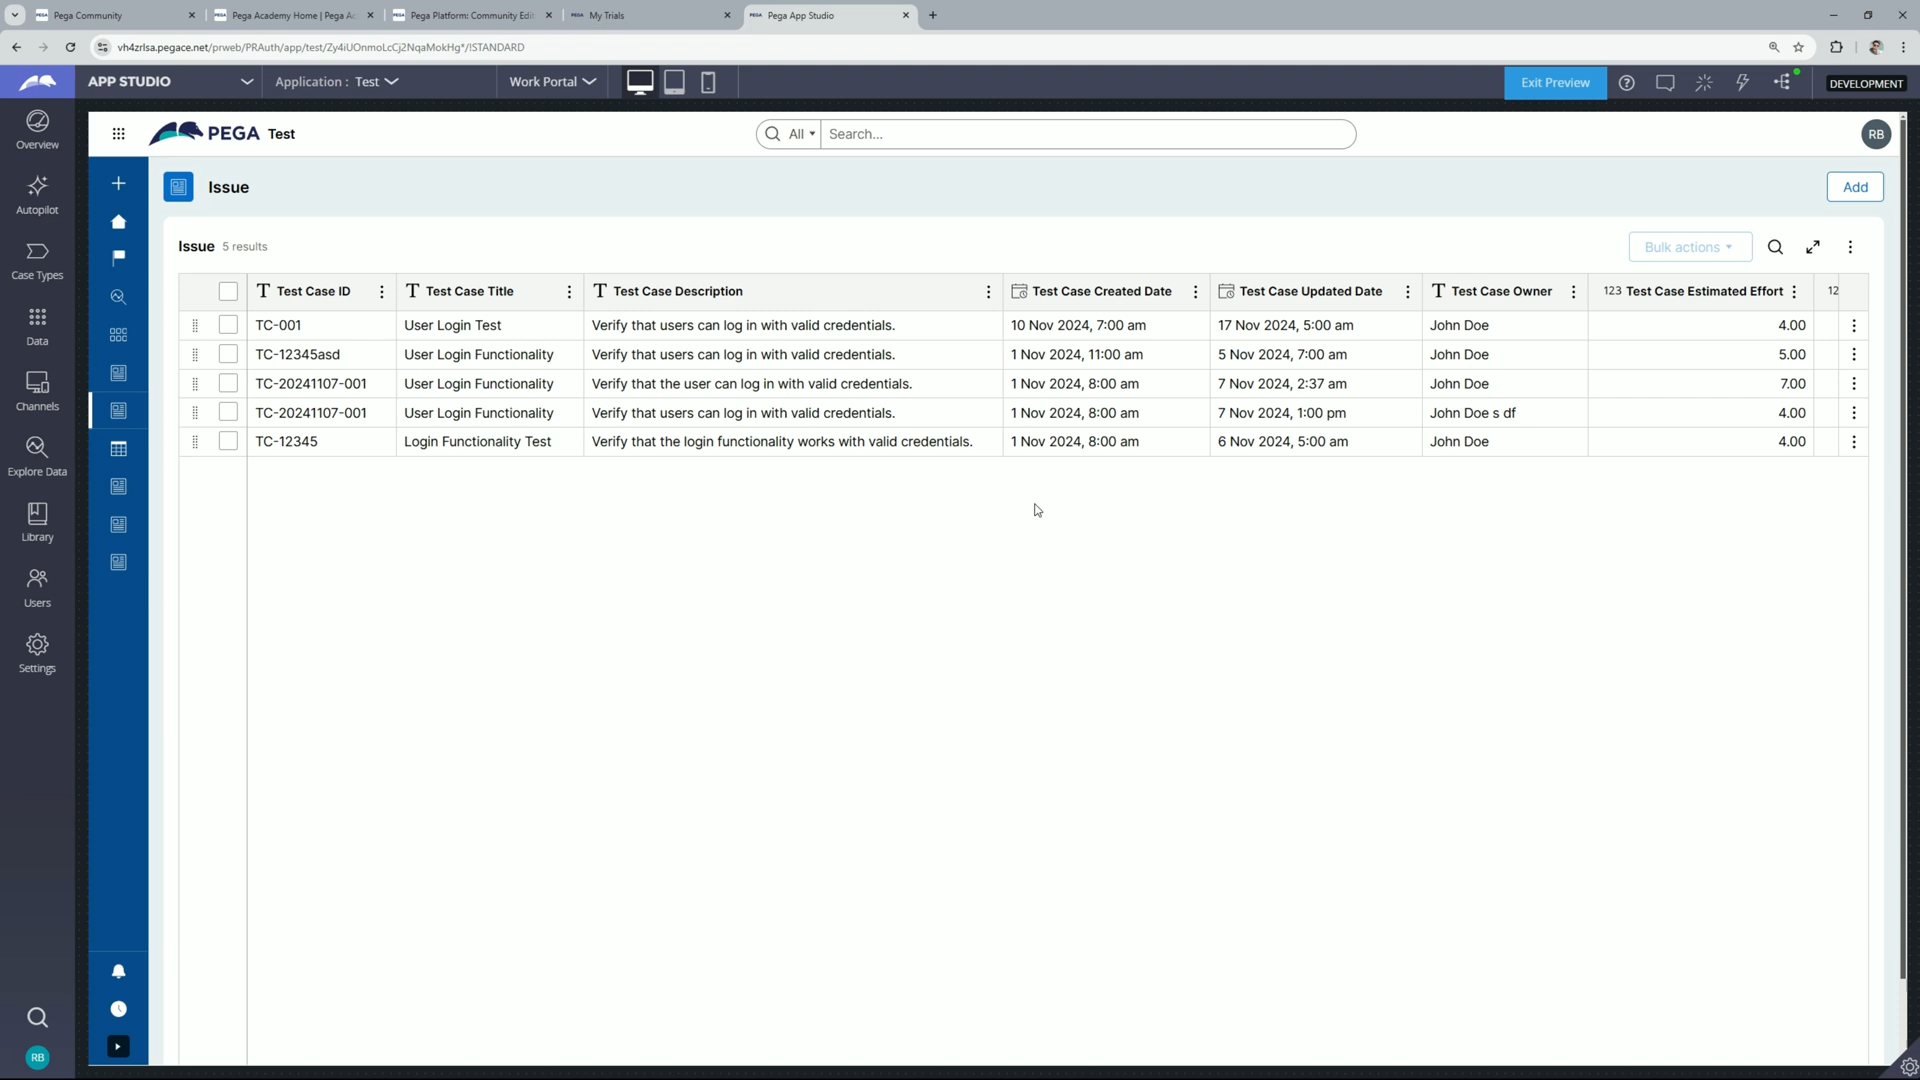 Pega Community
Pega Academy Home | Pega Ac
Pega Platform: Community Edit
My Trials
Pega App Studio
vh4zrlsa.pegace.net/prweb/PRAuth/app/test/Zy4iUOnmoLcCj2NqaMokHg*/!STANDARD
APP STUDIO
Application : Test
Work Portal
Exit Preview
DEVELOPMENT
Overview
Autopilot
Case Types
Data
Channels
Explore Data
Library
Users
Settings
RB
PEGA Test
All Search...
RB
Issue
Add
Issue 5 results
Bulk actions
Test Case ID Test Case Title Test Case Description Test Case Created Date Test Case Updated Date Test Case Owner 123 Test Case Estimated Effort 12
TC-001 User Login Test Verify that users can log in with valid credentials. 10 Nov 2024, 7:00 am 17 Nov 2024, 5:00 am John Doe 4.00
TC-12345asd User Login Functionality Verify that users can log in with valid credentials. 1 Nov 2024, 11:00 am 5 Nov 2024, 7:00 am John Doe 5.00
TC-20241107-001 User Login Functionality Verify that the user can log in with valid credentials. 1 Nov 2024, 8:00 am 7 Nov 2024, 2:37 am John Doe 7.00
TC-20241107-001 User Login Functionality Verify that users can log in with valid credentials. 1 Nov 2024, 8:00 am 7 Nov 2024, 1:00 pm John Doe s df 4.00
TC-12345 Login Functionality Test Verify that the login functionality works with valid credentials. 1 Nov 2024, 8:00 am 6 Nov 2024, 5:00 am John Doe 4.00